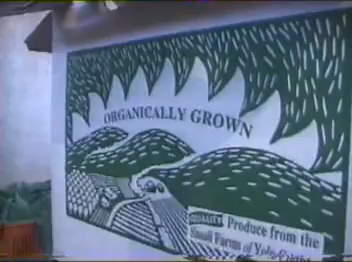 ORGANICALLY GROWN
QUALITY Produce from the
Small Farms of Yolo